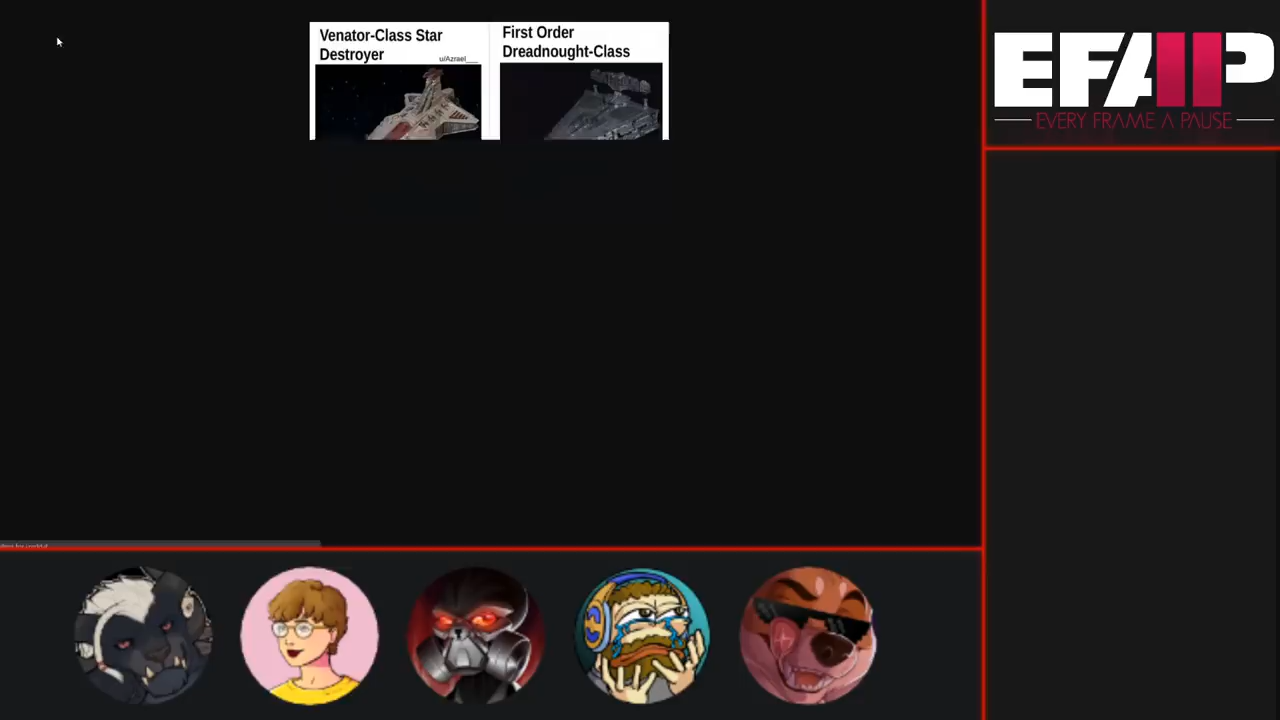 Venator-Class Star
Destroyer
u/Azrael___
First Order
Dreadnought-Class
EFAP
EVERY FRAME A PAUSE